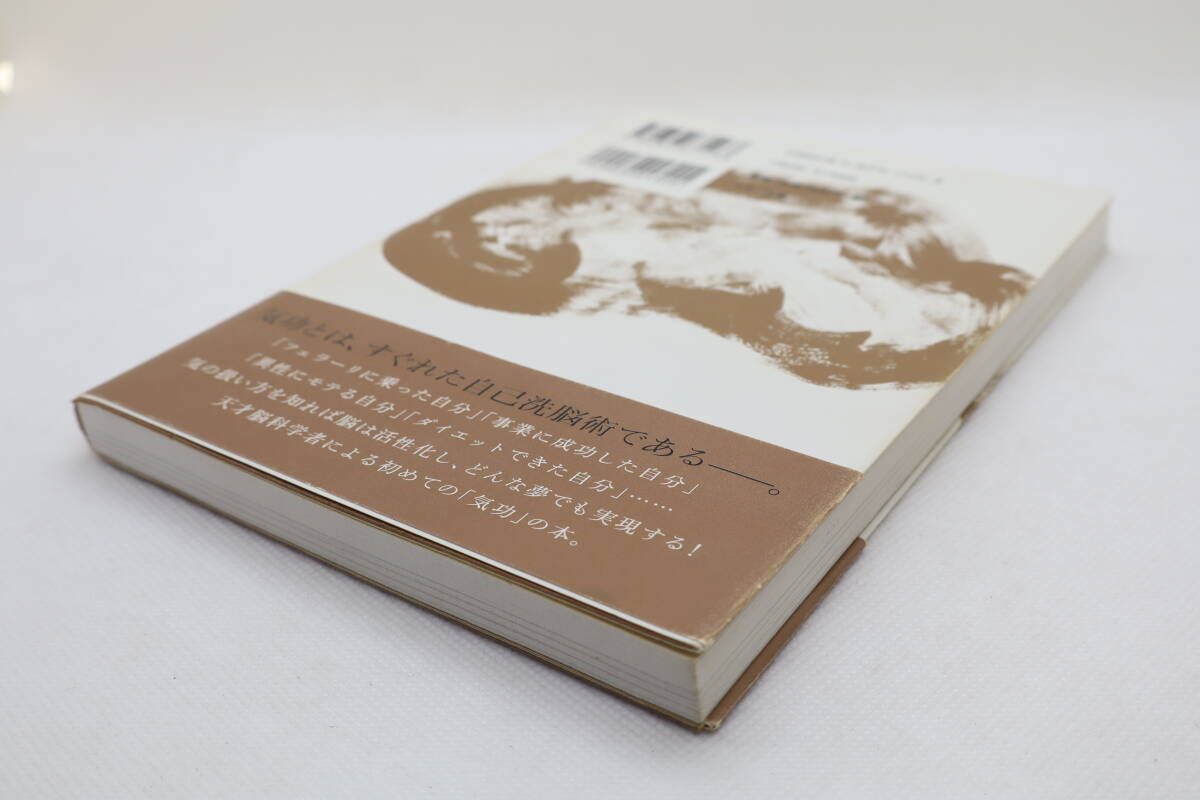 気功とは、すぐれた自己洗脳術である──。
「フェラーリに乗った自分」「事業に成功した自分」
「異性にモテる自分」「ダイエットできた自分」……
気の扱い方を知れば脳は活性化し、どんな夢でも実現する！
天才脳科学者による初めての「気功」の本。